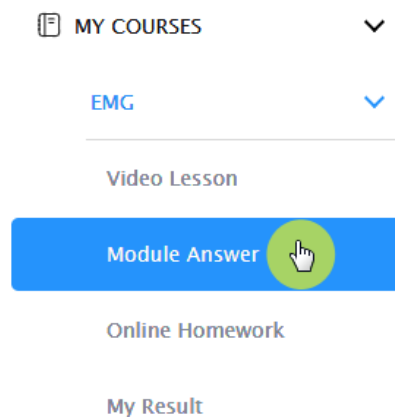 MY COURSES
EMG
Video Lesson
Module Answer
Online Homework
My Result